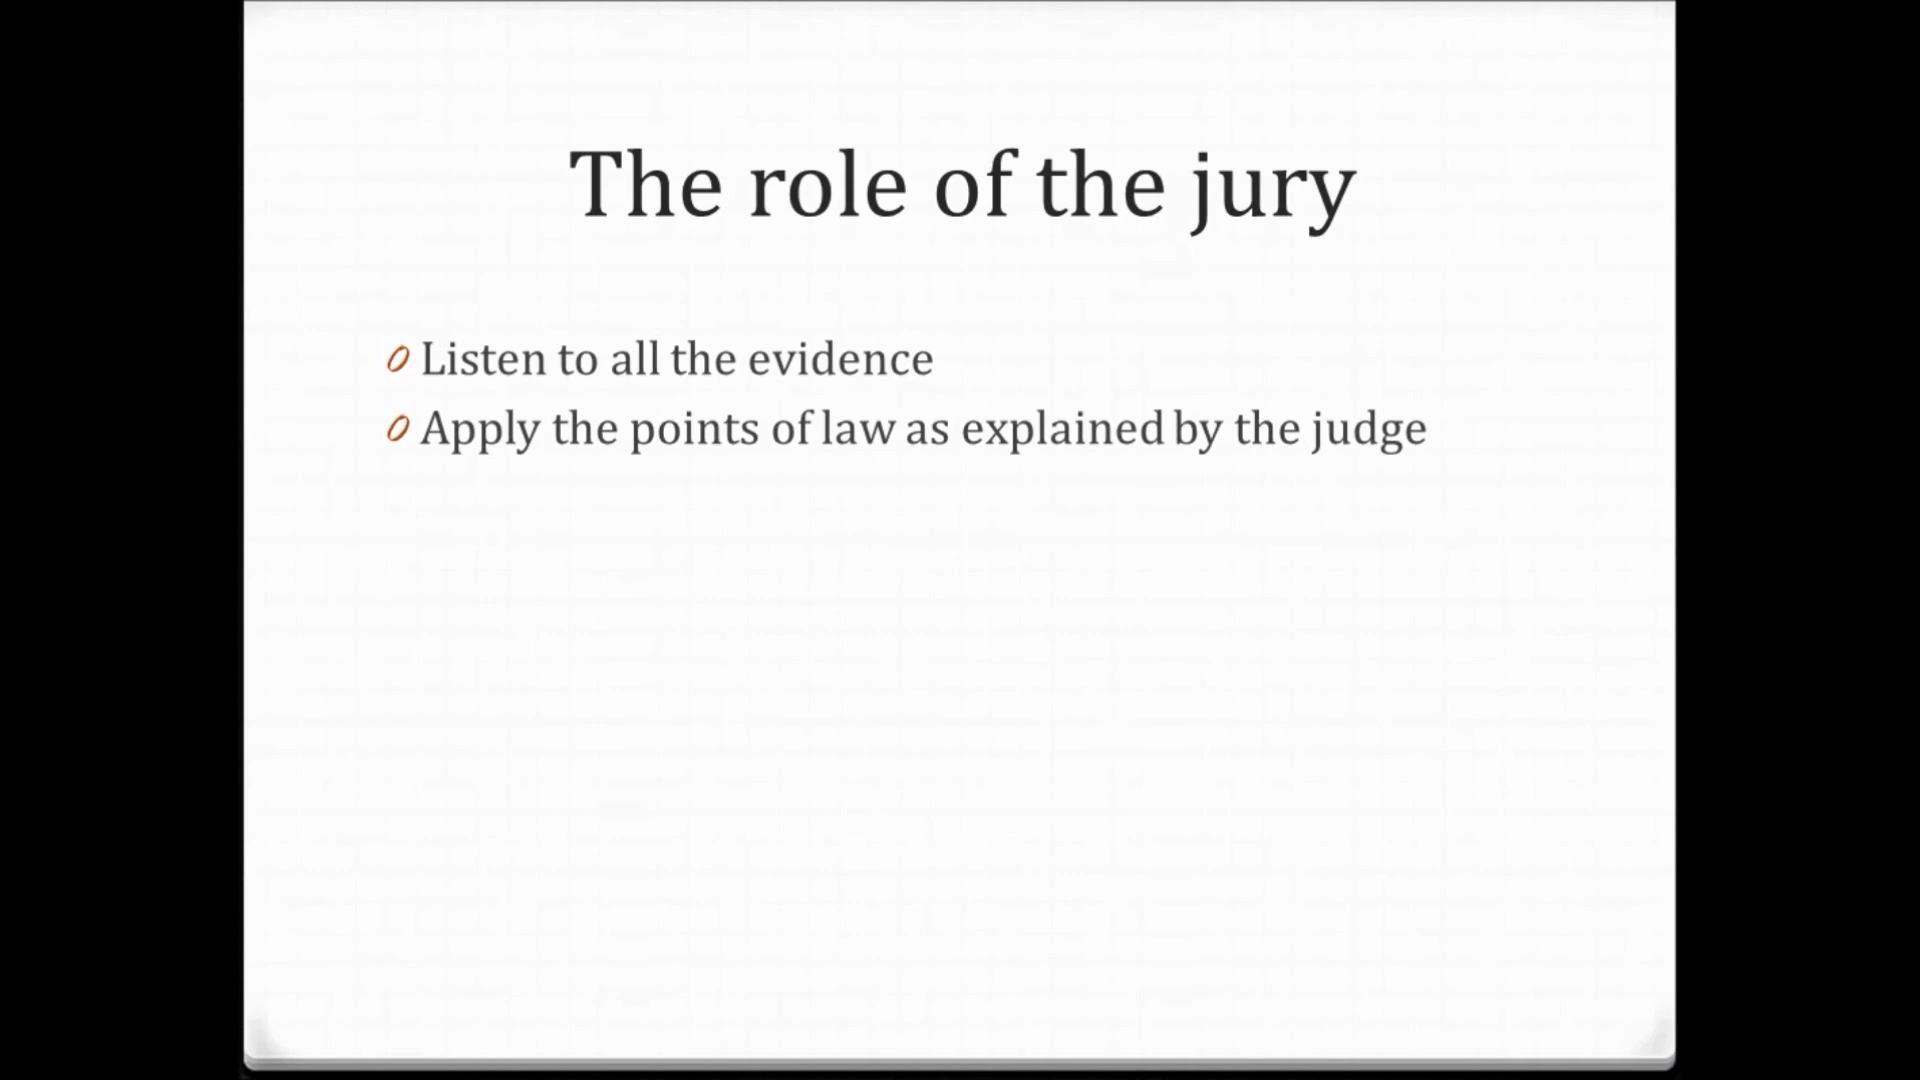 The role of the jury
Listen to all the evidence
Apply the points of law as explained by the judge